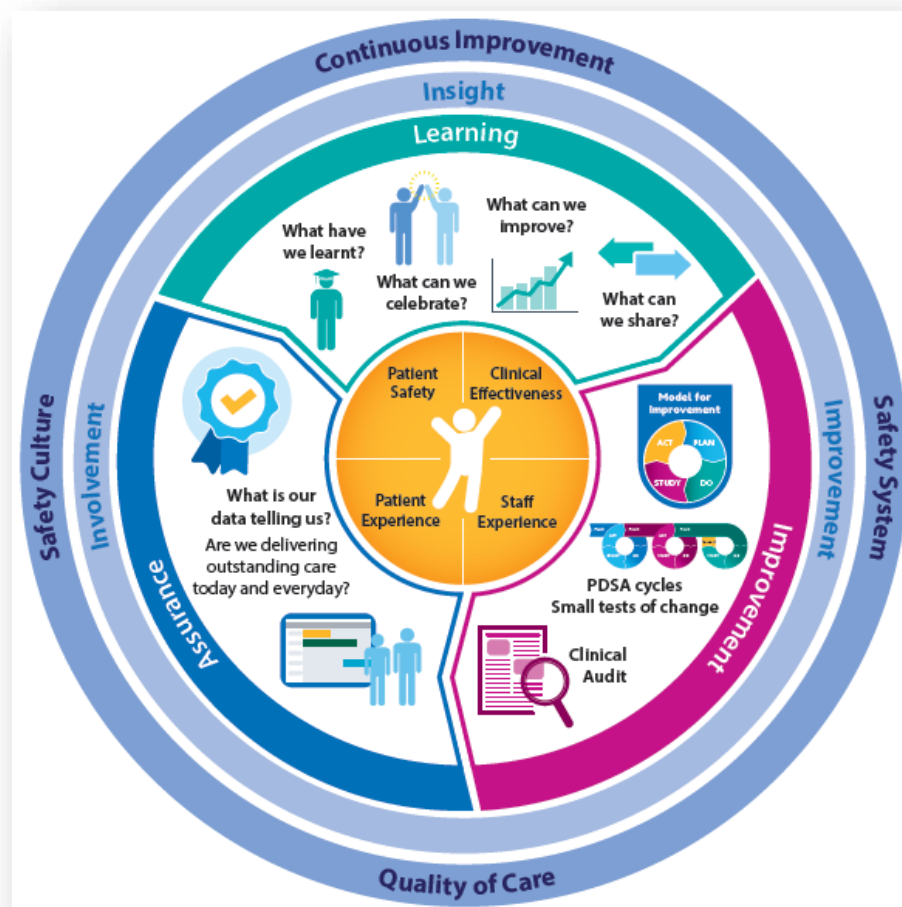 Continuous Improvement
Insight
Learning
What have
we learnt?
What can we
celebrate?
What can we
improve?
What can
we share?
Safety Culture
Involvement
Assurance
What is our
data telling us?
Are we delivering
outstanding care
today and everyday?
Patient
Safety
Clinical
Effectiveness
Patient
Experience
Staff
Experience
Model for
Improvement
ACT
PLAN
STUDY
DO
PDSA cycles
Small tests of change
Clinical
Audit
Improvement
Improvement
Safety System
Quality of Care